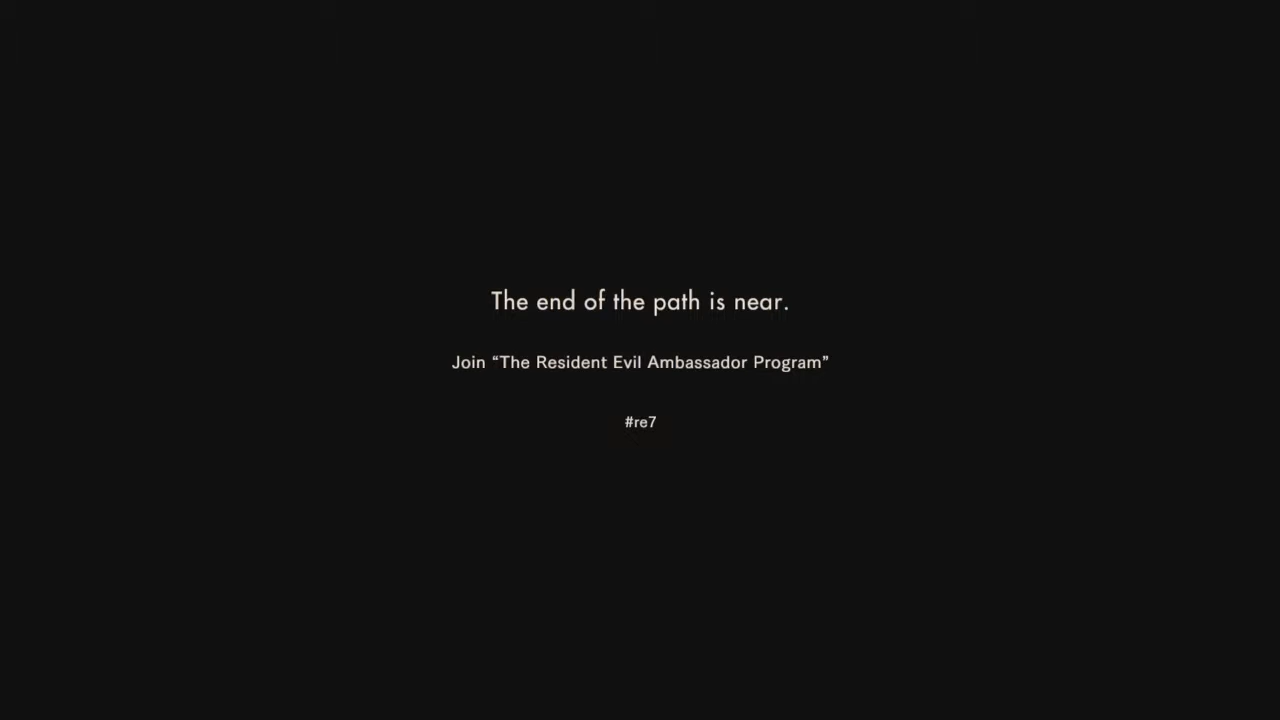 The end of the path is near.
Join “The Resident Evil Ambassador Program”
#re7